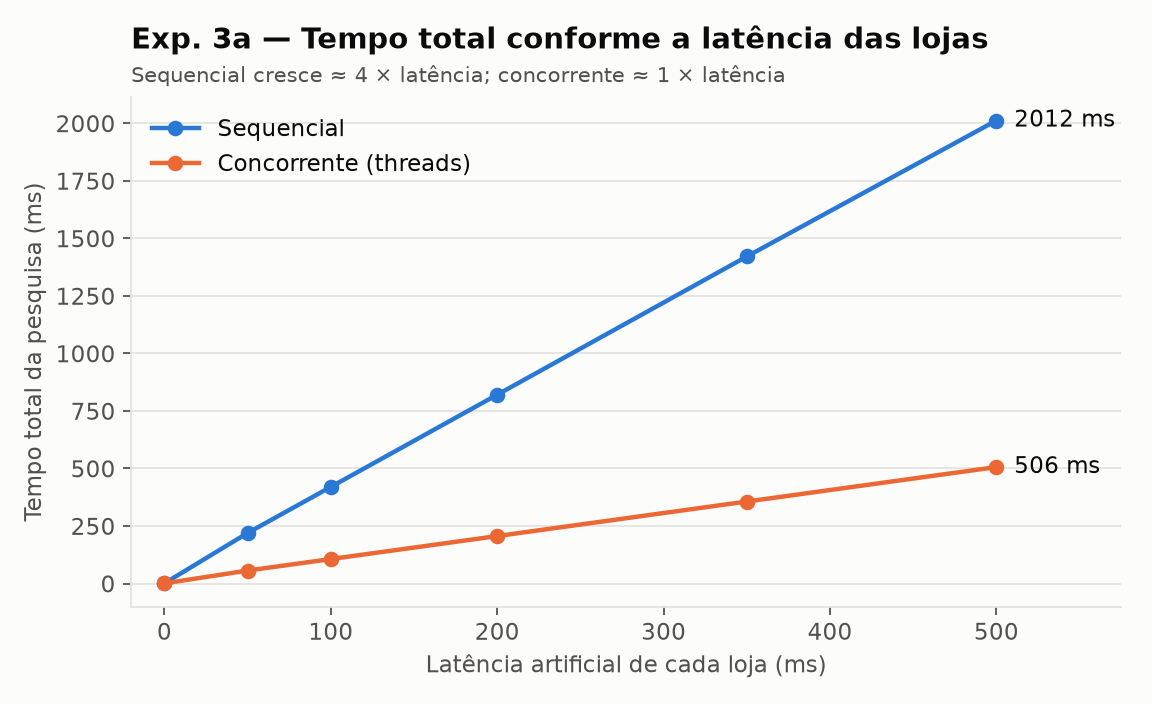 Exp. 3a — Tempo total conforme a latência das lojas
Sequencial cresce ≈ 4 × latência; concorrente ≈ 1 × latência
Sequencial
Concorrente (threads)
2012 ms
506 ms
Tempo total da pesquisa (ms)
2000
1750
1500
1250
1000
750
500
250
0
0 100 200 300 400 500
Latência artificial de cada loja (ms)